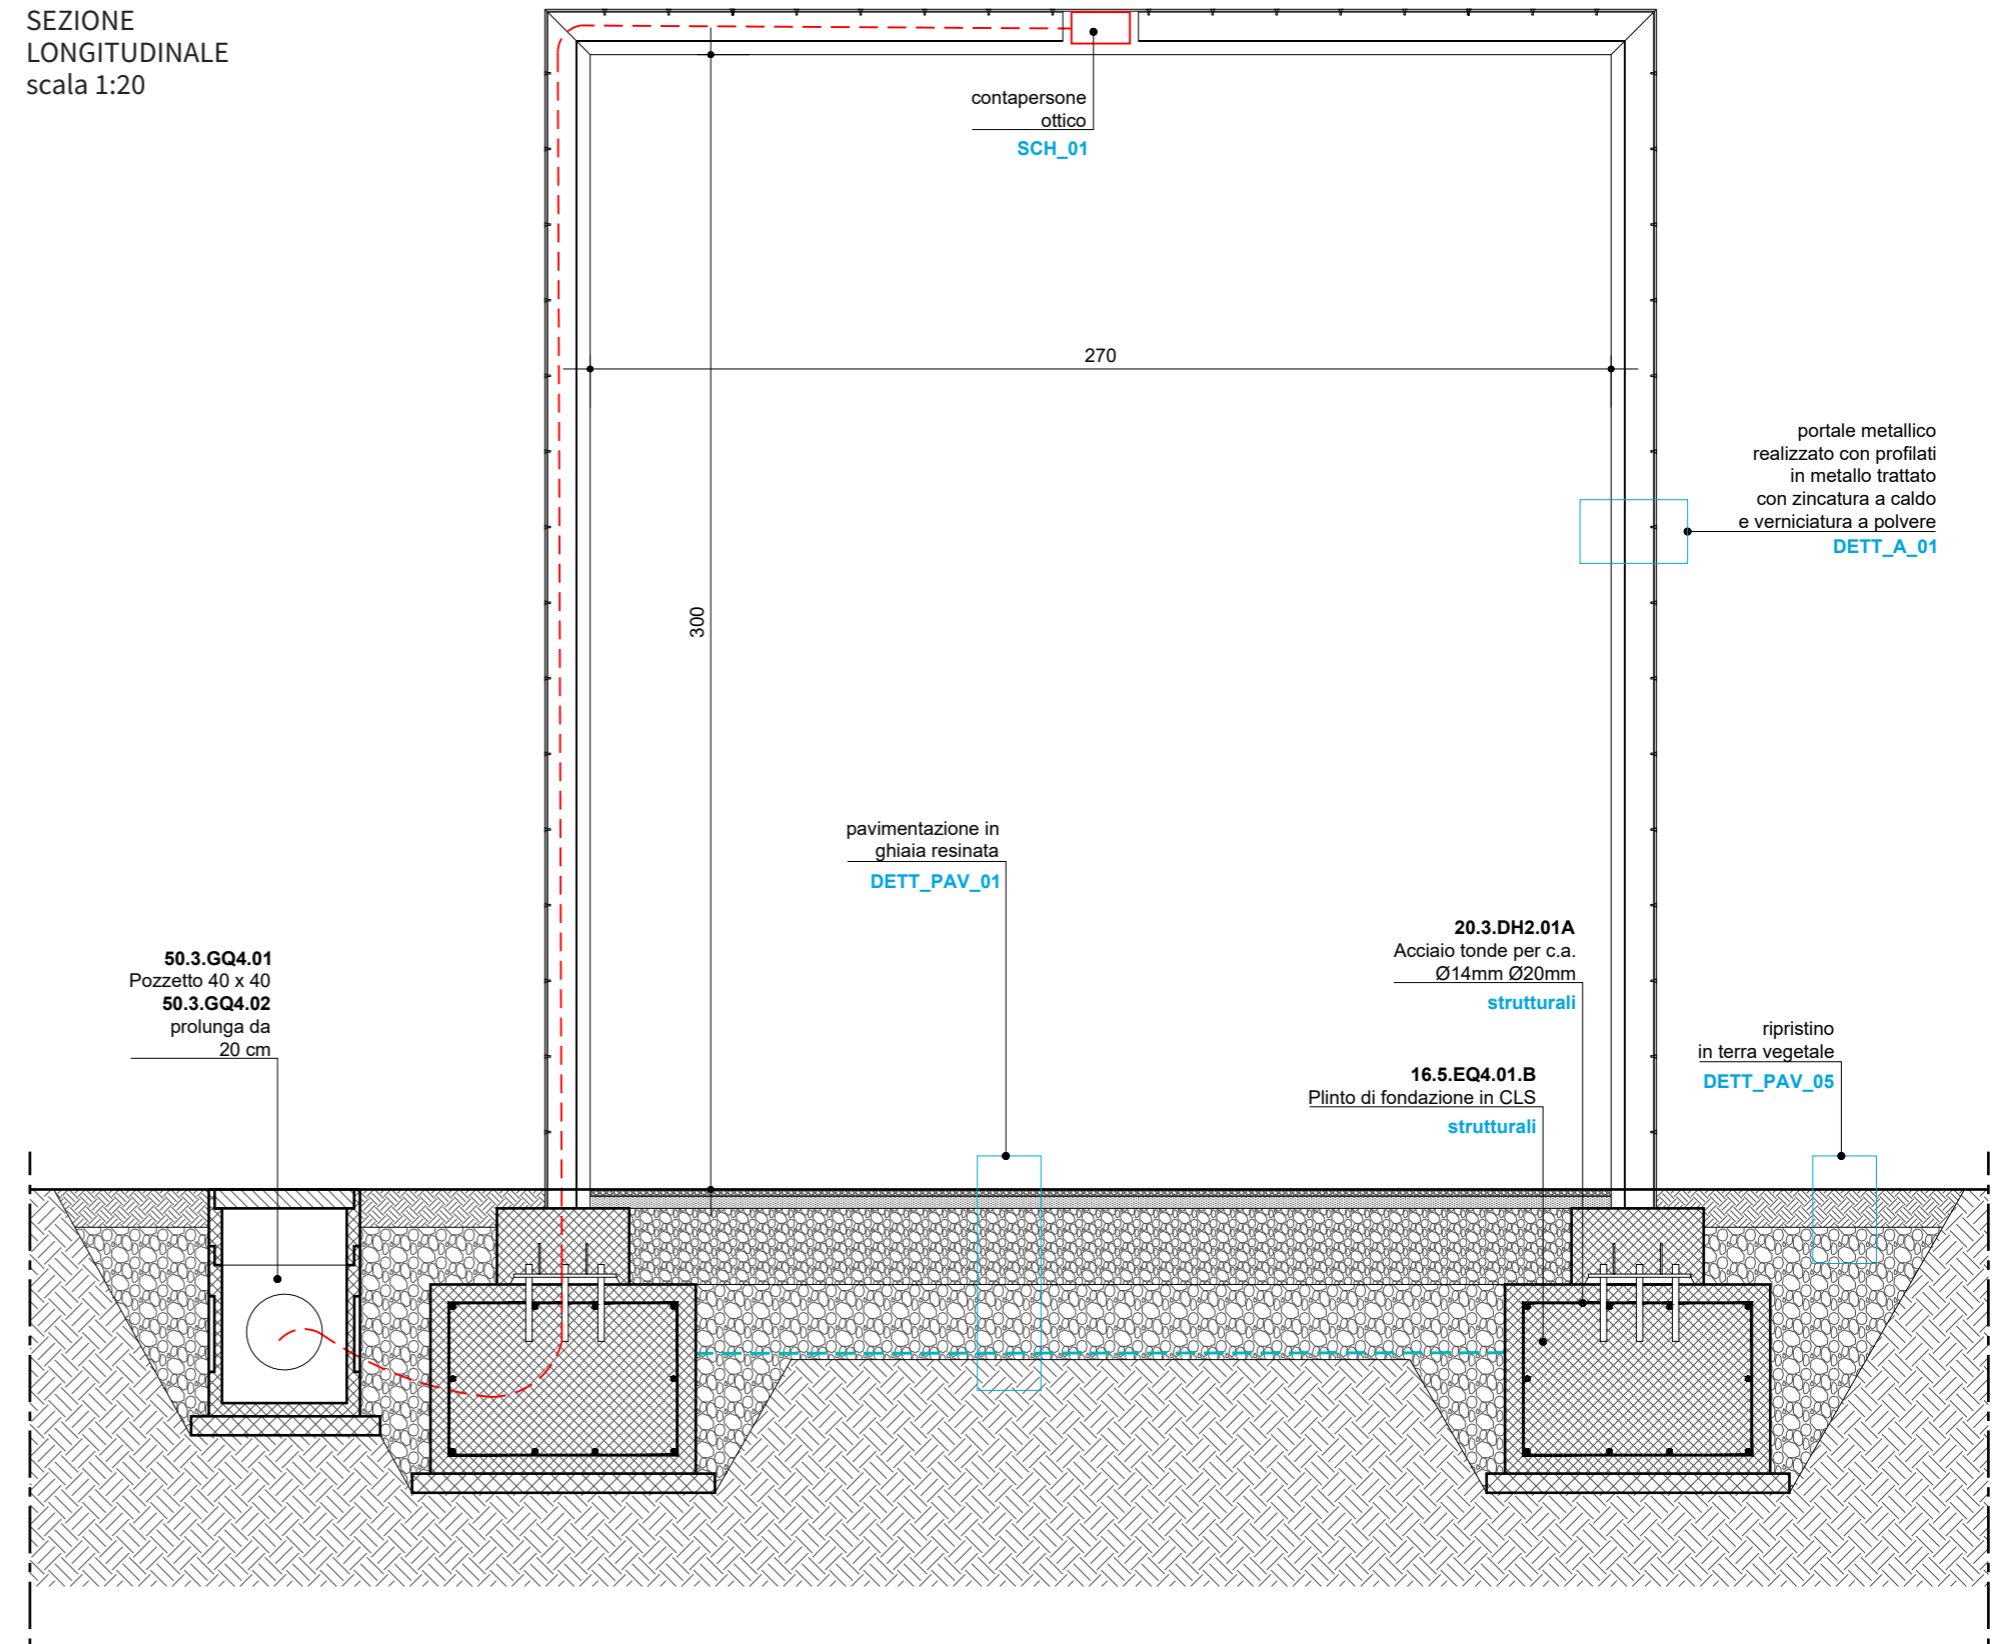 SEZIONE
LONGITUDINALE
scala 1:20
contapersone
ottico
SCH_01
270
portale metallico
realizzato con profilati
in metallo trattato
con zincatura a caldo
e verniciatura a polvere
DETT_A_01
300
pavimentazione in
ghiaia resinata
DETT_PAV_01
20.3.DH2.01A
Acciaio tonde per c.a.
Ø14mm Ø20mm
strutturali
50.3.GQ4.01
Pozzetto 40 x 40
50.3.GQ4.02
prolunga da
20 cm
ripristino
in terra vegetale
DETT_PAV_05
16.5.EQ4.01.B
Plinto di fondazione in CLS
strutturali